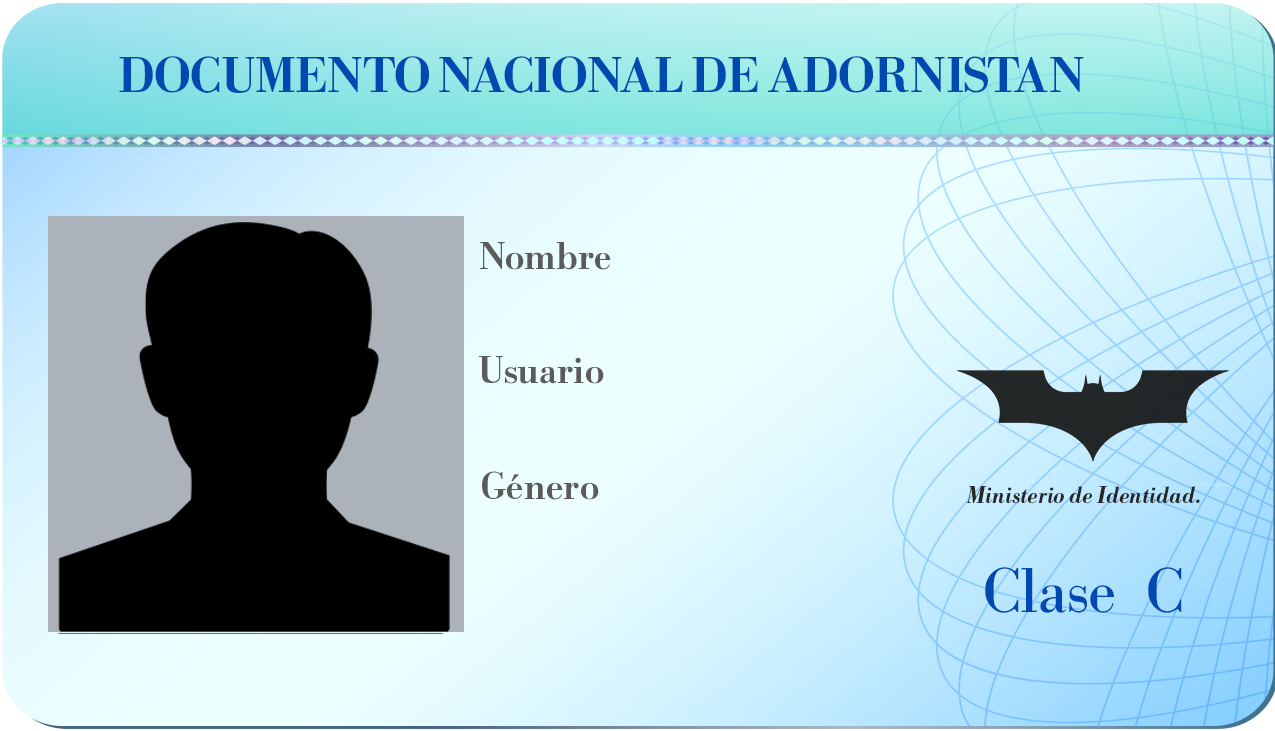 DOCUMENTO NACIONAL DE ADORNISTAN
Nombre
Usuario
Género
Ministerio de Identidad.
Clase C